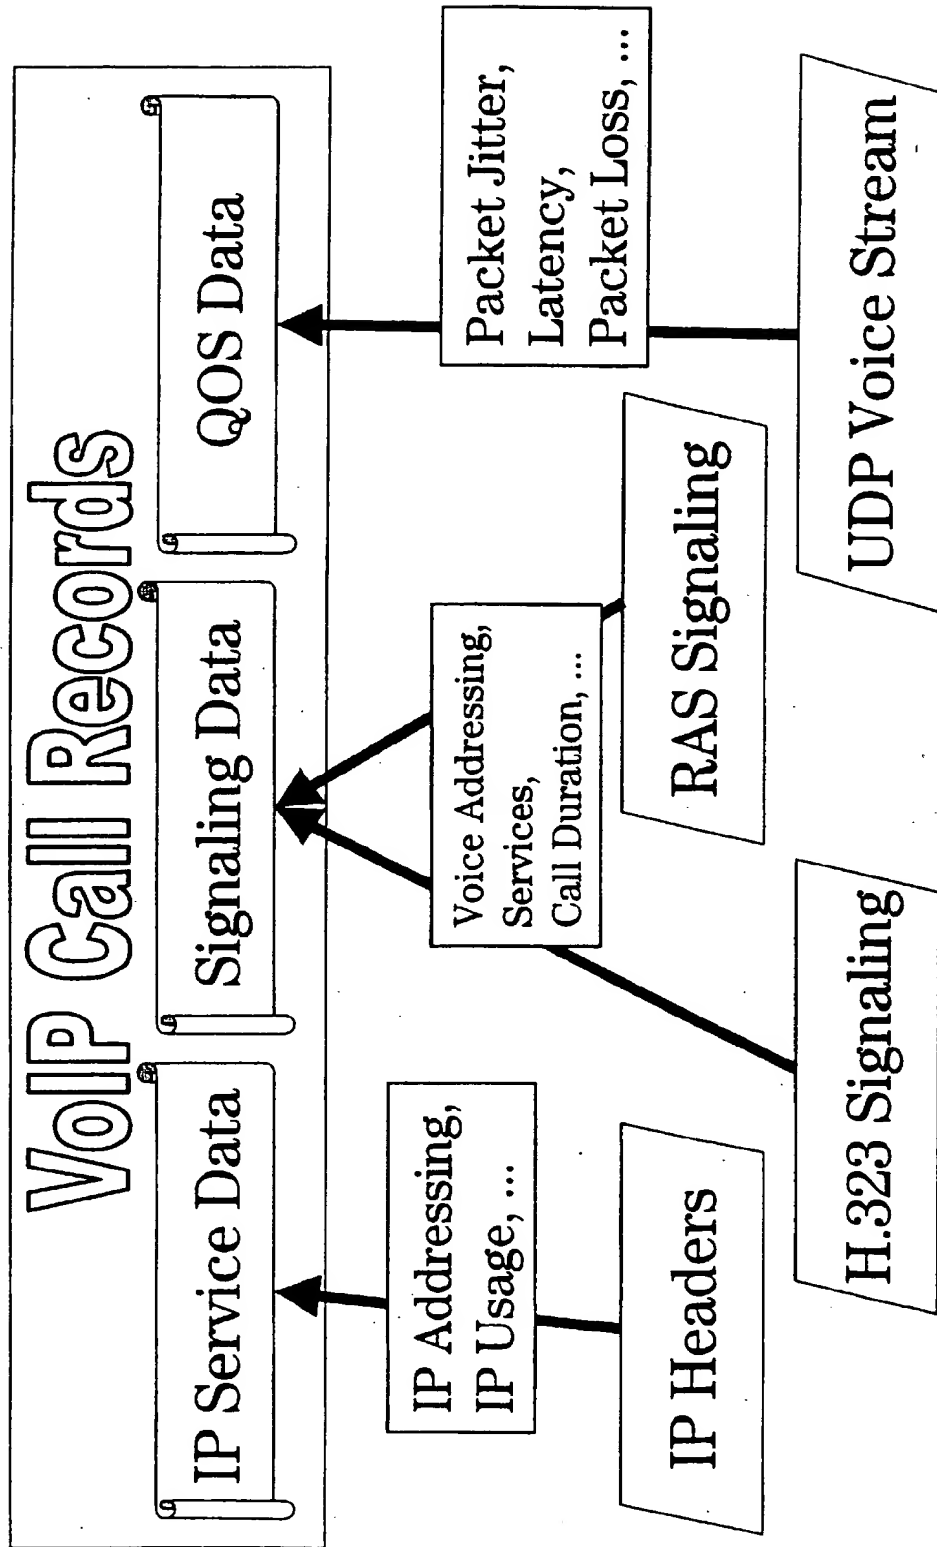 VoIP Call Records
IP Service Data
Signaling Data
QOS Data
IP Addressing,
IP Usage, ...
Voice Addressing,
Services,
Call Duration, ...
Packet Jitter,
Latency,
Packet Loss, ...
IP Headers
H.323 Signaling
RAS Signaling
UDP Voice Stream